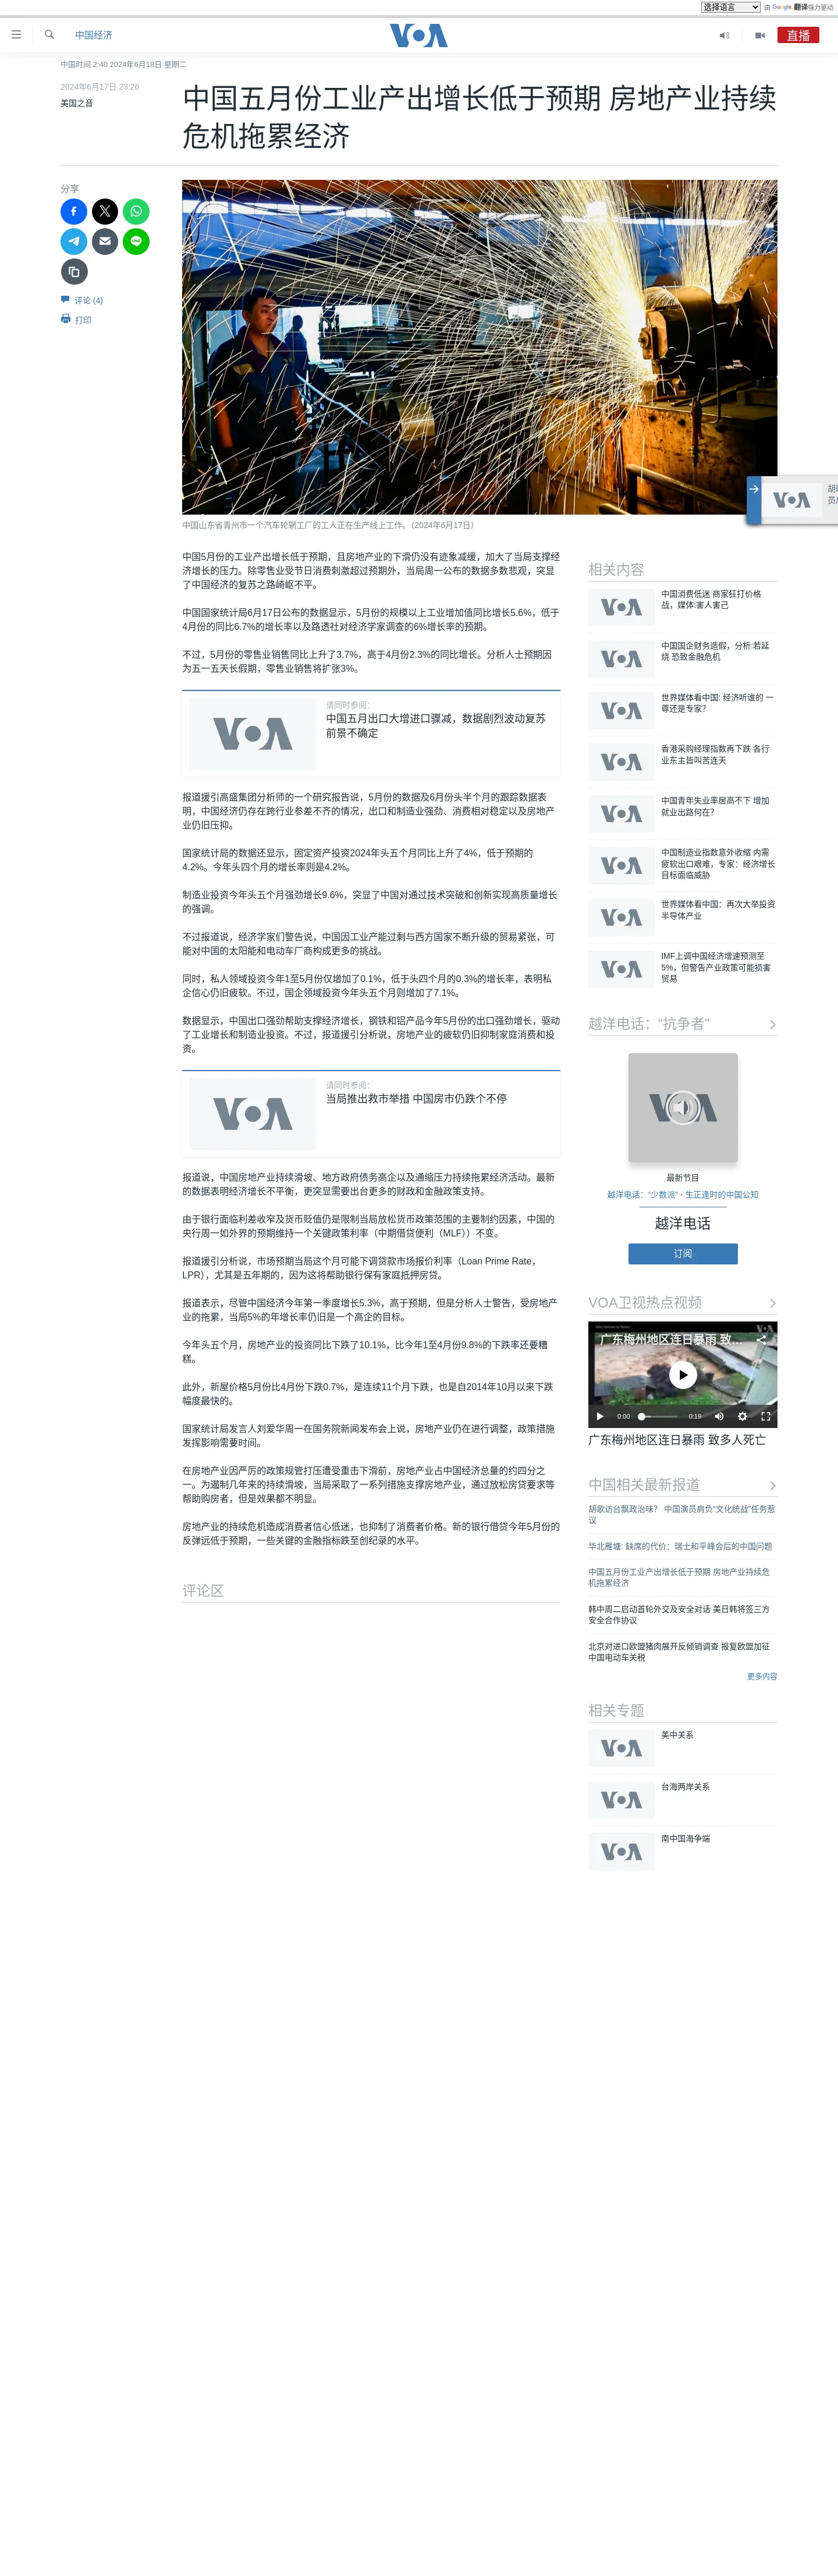 选择语言 由 Google 翻译强力驱动
中国经济
VOA
直播
中国时间 2:40 2024年6月18日 星期二
2024年6月17日 23:26
美国之音
中国五月份工业产出增长低于预期 房地产业持续
危机拖累经济
分享
评论 (4)
打印
中国山东省青州市一个汽车轮辋工厂的工人正在生产线上工作。（2024年6月17日）
中国5月份的工业产出增长低于预期，且房地产业的下滑仍没有迹象减缓，加大了当局支撑经
济增长的压力。除零售业受节日消费刺激超过预期外，当局周一公布的数据多数悲观，突显
了中国经济的复苏之路崎岖不平。
中国国家统计局6月17日公布的数据显示，5月份的规模以上工业增加值同比增长5.6%，低于
4月份的同比6.7%的增长率以及路透社对经济学家调查的6%增长率的预期。
不过，5月份的零售业销售同比上升了3.7%，高于4月份2.3%的同比增长。分析人士预期因
为五一五天长假期，零售业销售将扩张3%。
VOA
请同时参阅：
中国五月出口大增进口骤减，数据剧烈波动复苏
前景不确定
报道援引高盛集团分析师的一个研究报告说，5月份的数据及6月份头半个月的跟踪数据表
明，中国经济仍存在跨行业参差不齐的情况，出口和制造业强劲、消费相对稳定以及房地产
业仍旧压抑。
国家统计局的数据还显示，固定资产投资2024年头五个月同比上升了4%，低于预期的
4.2%。今年头四个月的增长率则是4.2%。
制造业投资今年头五个月强劲增长9.6%，突显了中国对通过技术突破和创新实现高质量增长
的强调。
不过报道说，经济学家们警告说，中国因工业产能过剩与西方国家不断升级的贸易紧张，可
能对中国的太阳能和电动车厂商构成更多的挑战。
同时，私人领域投资今年1至5月份仅增加了0.1%，低于头四个月的0.3%的增长率，表明私
企信心仍旧疲软。不过，国企领域投资今年头五个月则增加了7.1%。
数据显示，中国出口强劲帮助支撑经济增长，钢铁和铝产品今年5月份的出口强劲增长，驱动
了工业增长和制造业投资。不过，报道援引分析说，房地产业的疲软仍旧抑制家庭消费和投
资。
VOA
请同时参阅：
当局推出救市举措 中国房市仍跌个不停
报道说，中国房地产业持续滑坡、地方政府债务高企以及通缩压力持续拖累经济活动。最新
的数据表明经济增长不平衡，更突显需要出台更多的财政和金融政策支持。
由于银行面临利差收窄及货币贬值仍是限制当局放松货币政策范围的主要制约因素，中国的
央行周一如外界的预期维持一个关键政策利率（中期借贷便利（MLF））不变。
报道援引分析说，市场预期当局这个月可能下调贷款市场报价利率（Loan Prime Rate，
LPR），尤其是五年期的，因为这将帮助银行保有家庭抵押房贷。
报道表示，尽管中国经济今年第一季度增长5.3%，高于预期，但是分析人士警告，受房地产
业的拖累，当局5%的年增长率仍旧是一个高企的目标。
今年头五个月，房地产业的投资同比下跌了10.1%，比今年1至4月份9.8%的下跌率还要糟
糕。
此外，新屋价格5月份比4月份下跌0.7%，是连续11个月下跌，也是自2014年10月以来下跌
幅度最快的。
国家统计局发言人刘爱华周一在国务院新闻发布会上说，房地产业仍在进行调整，政策措施
发挥影响需要时间。
在房地产业因严厉的政策规管打压遭受重击下滑前，房地产业占中国经济总量的约四分之
一。为遏制几年来的持续滑坡，当局采取了一系列措施支撑房地产业，通过放松房贷要求等
帮助购房者，但是效果都不明显。
房地产业的持续危机造成消费者信心低迷，也抑制了消费者价格。新的银行借贷今年5月份的
反弹远低于预期，一些关键的金融指标跌至创纪录的水平。
评论区
VOA
胡歌
员肩
相关内容
VOA
中国消费低迷 商家狂打价格
战，媒体:害人害己
VOA
中国国企财务造假，分析:若延
烧 恐致金融危机
VOA
世界媒体看中国: 经济听谁的 一
尊还是专家？
VOA
香港采购经理指数再下跌 各行
业东主皆叫苦连天
VOA
中国青年失业率居高不下 增加
就业出路何在？
VOA
中国制造业指数意外收缩 内需
疲软出口艰难，专家：经济增长
目标面临威胁
VOA
世界媒体看中国：再次大举投资
半导体产业
VOA
IMF上调中国经济增速预测至
5%，但警告产业政策可能损害
贸易
越洋电话：“抗争者”
VOA
最新节目
越洋电话：“少数派” - 生正逢时的中国公知
越洋电话
订阅
VOA卫视热点视频
广东梅州地区连日暴雨 致…
VOA
0:00 0:19
广东梅州地区连日暴雨 致多人死亡
中国相关最新报道
胡歌访台飘政治味？ 中国演员肩负“文化统战”任务惹
议
华北雁塘: 缺席的代价：瑞士和平峰会后的中国问题
中国五月份工业产出增长低于预期 房地产业持续危
机拖累经济
韩中周二启动首轮外交及安全对话 美日韩将签三方
安全合作协议
北京对进口欧盟猪肉展开反倾销调查 报复欧盟加征
中国电动车关税
更多内容
相关专题
VOA
美中关系
VOA
台海两岸关系
VOA
南中国海争端